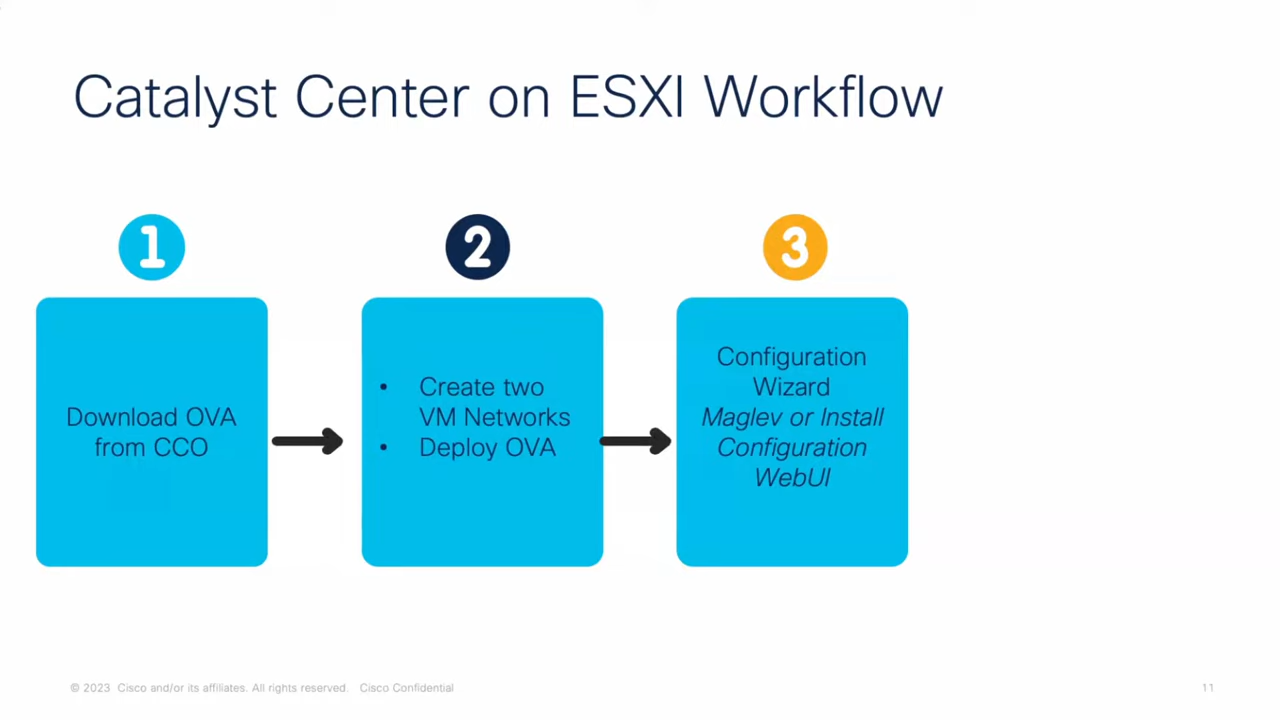 Catalyst Center on ESXI Workflow
1
2
3
Download OVA
from CCO
• Create two
VM Networks
• Deploy OVA
Configuration
Wizard
Maglev or Install
Configuration
WebUI
© 2023 Cisco and/or its affiliates. All rights reserved. Cisco Confidential
11